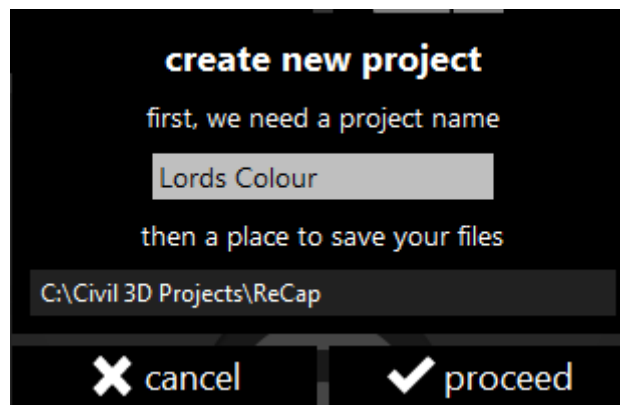 create new project
first, we need a project name
Lords Colour
then a place to save your files
C:\Civil 3D Projects\ReCap
cancel
proceed